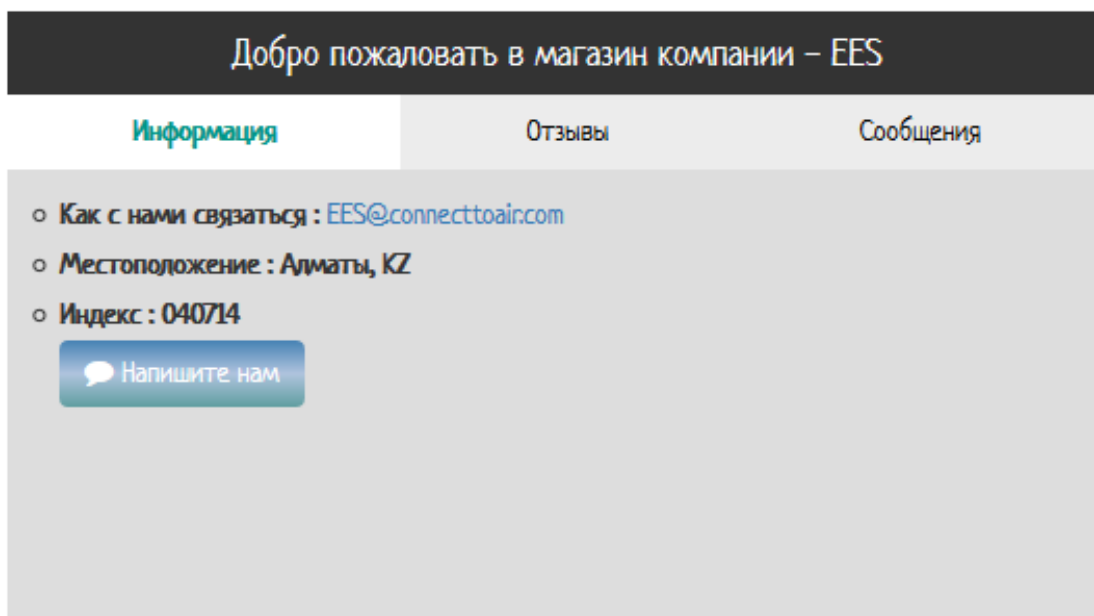 Добро пожаловать в магазин компании – EES
Информация
Отзывы
Сообщения
Как с нами связаться : EES@connecttoair.com
Местоположение : Алматы, KZ
Индекс : 040714
Напишите нам